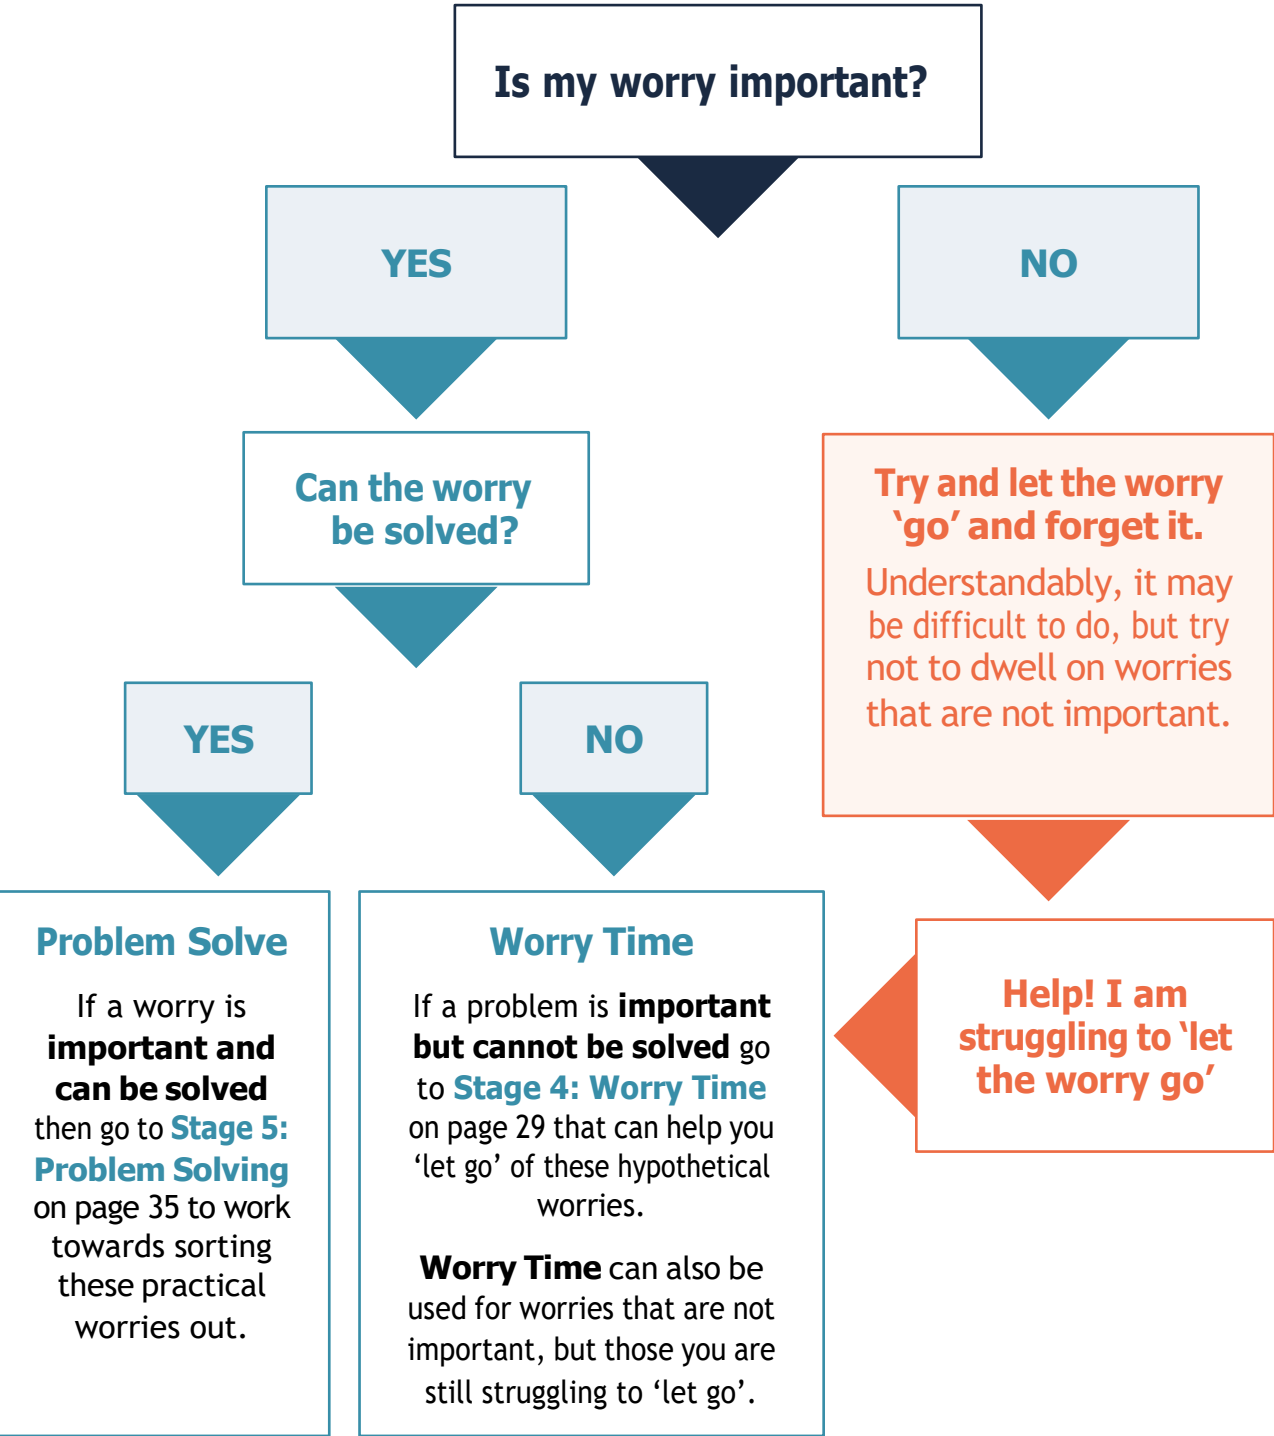 Is my worry important?
YES
NO
Can the worry
be solved?
Try and let the worry
‘go’ and forget it.
Understandably, it may
be difficult to do, but try
not to dwell on worries
that are not important.
YES
NO
Problem Solve
If a worry is
important and
can be solved
then go to Stage 5:
Problem Solving
on page 35 to work
towards sorting
these practical
worries out.
Worry Time
If a problem is important
but cannot be solved go
to Stage 4: Worry Time
on page 29 that can help you
‘let go’ of these hypothetical
worries.
Worry Time can also be
used for worries that are not
important, but those you are
still struggling to ‘let go’.
Help! I am
struggling to ‘let
the worry go’